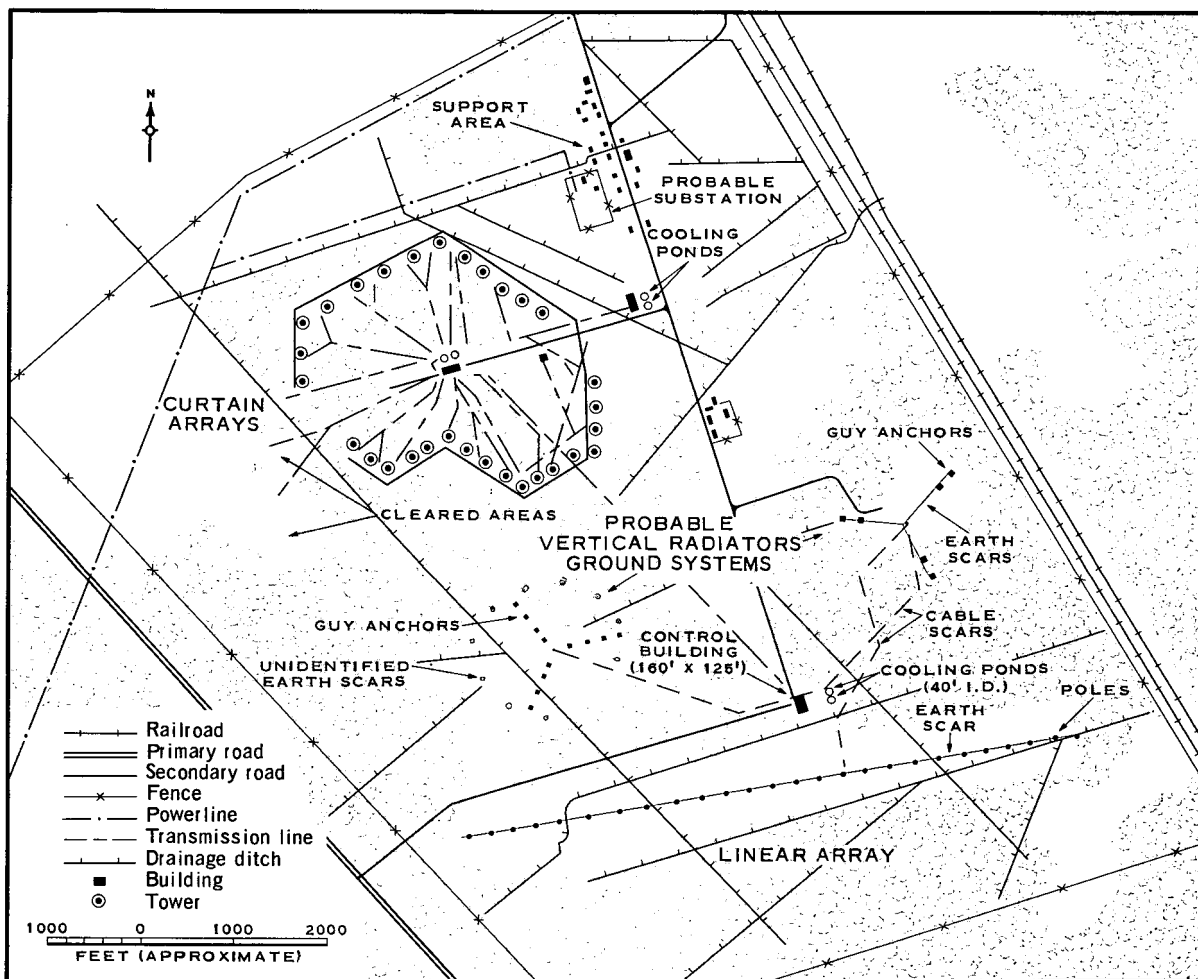 N
SUPPORT
AREA
PROBABLE
SUBSTATION
COOLING
PONDS
CURTAIN
ARRAYS
GUY ANCHORS
CLEARED AREAS
PROBABLE
VERTICAL RADIATORS
GROUND SYSTEMS
EARTH
SCARS
GUY ANCHORS
CABLE
SCARS
CONTROL
BUILDING
(160' X 125')
UNIDENTIFIED
EARTH SCARS
COOLING PONDS
(40' I.D.)
POLES
EARTH
SCAR
LINEAR ARRAY
Railroad
Primary road
Secondary road
Fence
Powerline
Transmission line
Drainage ditch
Building
Tower
1000 0 1000 2000
FEET (APPROXIMATE)